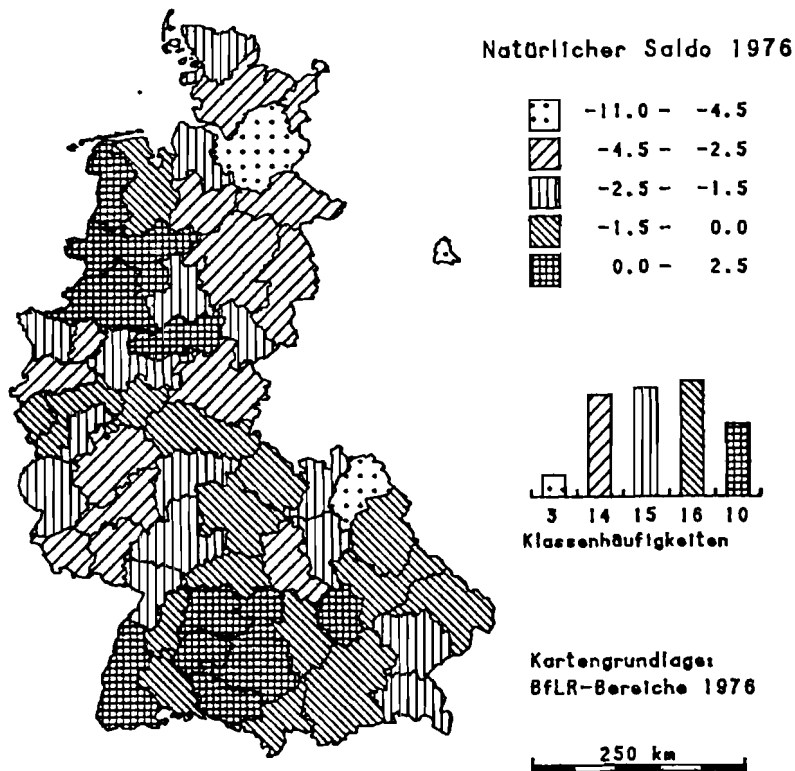 Natürlicher Saldo 1976
-11.0 - -4.5
-4.5 - -2.5
-2.5 - -1.5
-1.5 - 0.0
0.0 - 2.5
3 14 15 16 10
Klassenhäufigkeiten
Kartengrundlage:
BfLR-Bereiche 1976
250 km